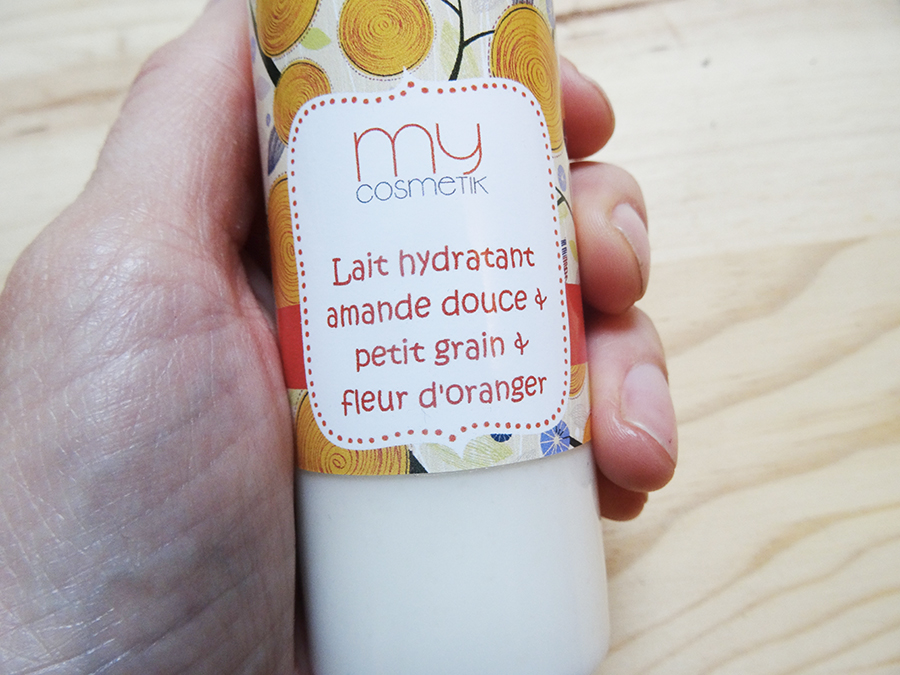 my
COSMETIK
Lait hydratant
amande douce &
petit grain &
fleur d'oranger